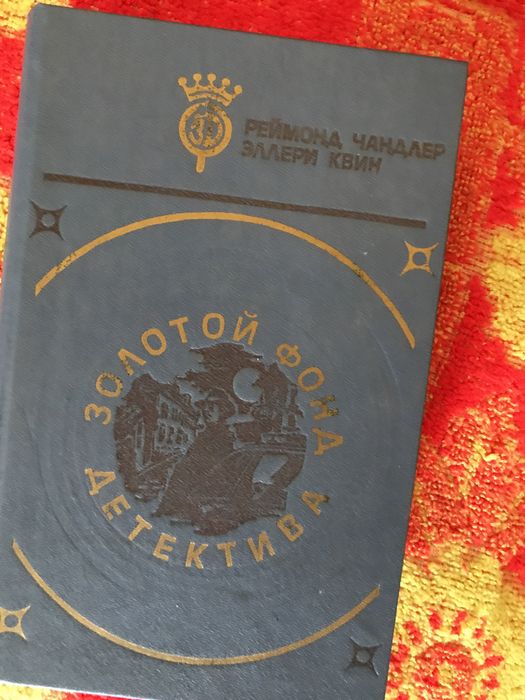 РЕЙМОНД ЧАНДЛЕР
ЭЛЛЕРИ КВИН
ЗОЛОТОЙ ФОНД
ДЕТЕКТИВА